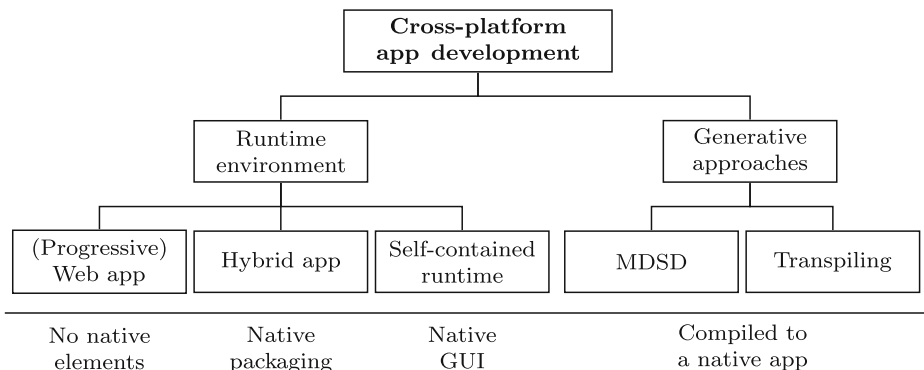 Cross-platform
app development
Runtime
environment
Generative
approaches
(Progressive)
Web app
Hybrid app
Self-contained
runtime
MDSD
Transpiling
No native
elements
Native
packaging
Native
GUI
Compiled to
a native app